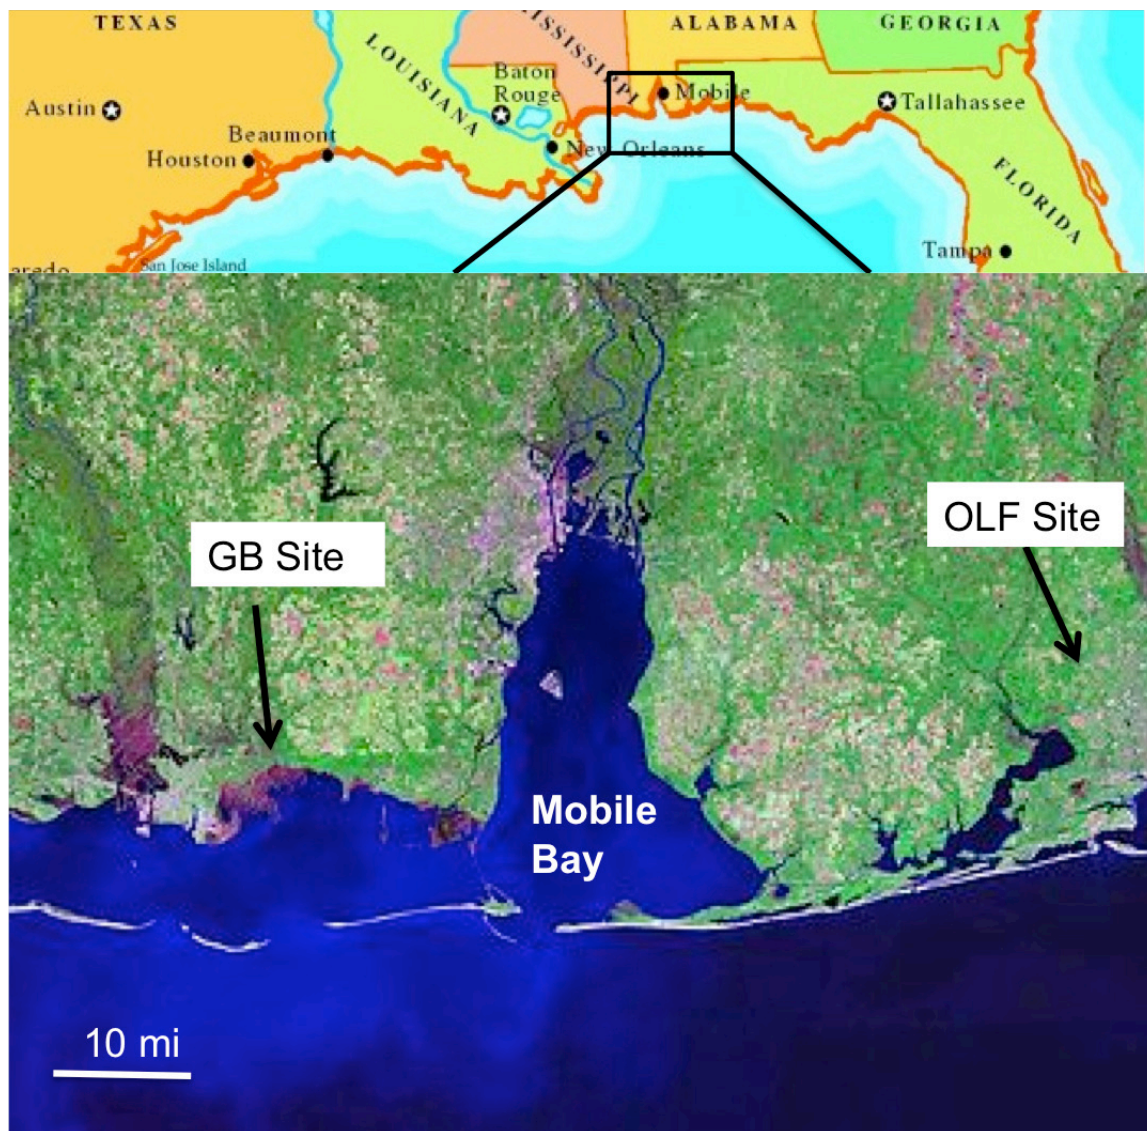 TEXAS
LOUISIANA
MISSISSIPPI
ALABAMA
GEORGIA
Austin
Baton
Rouge
Mobile
Tallahassee
Beaumont
Houston
New Orleans
FLORIDA
San Jose Island
Tampa
OLF Site
GB Site
Mobile
Bay
10 mi